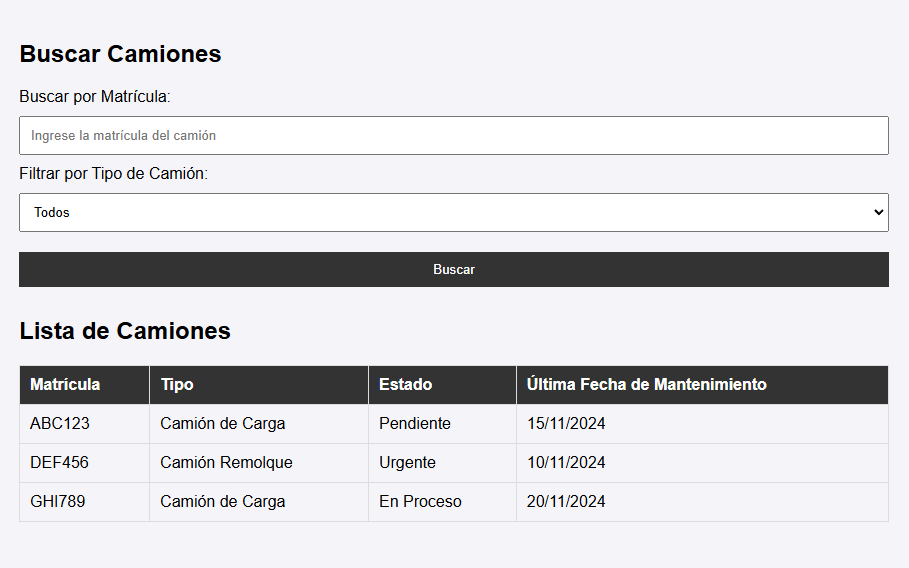 Buscar Camiones
Buscar por Matrícula:
Ingrese la matrícula del camión
Filtrar por Tipo de Camión:
Todos
Buscar
Lista de Camiones
Matrícula Tipo Estado Última Fecha de Mantenimiento
ABC123 Camión de Carga Pendiente 15/11/2024
DEF456 Camión Remolque Urgente 10/11/2024
GHI789 Camión de Carga En Proceso 20/11/2024